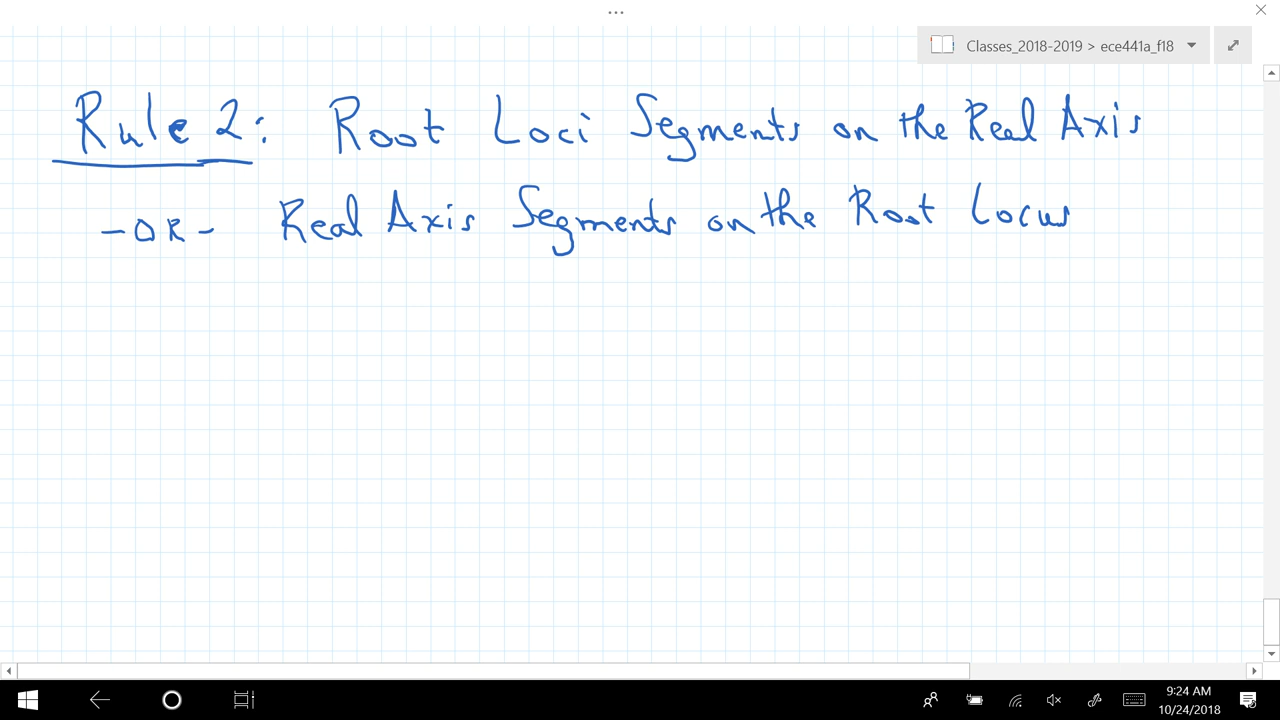 Classes_2018-2019 > ece441a_f18
Rule 2: Root Loci Segments on the Real Axis
-OR- Real Axis Segments on the Root Locus
9:24 AM
10/24/2018